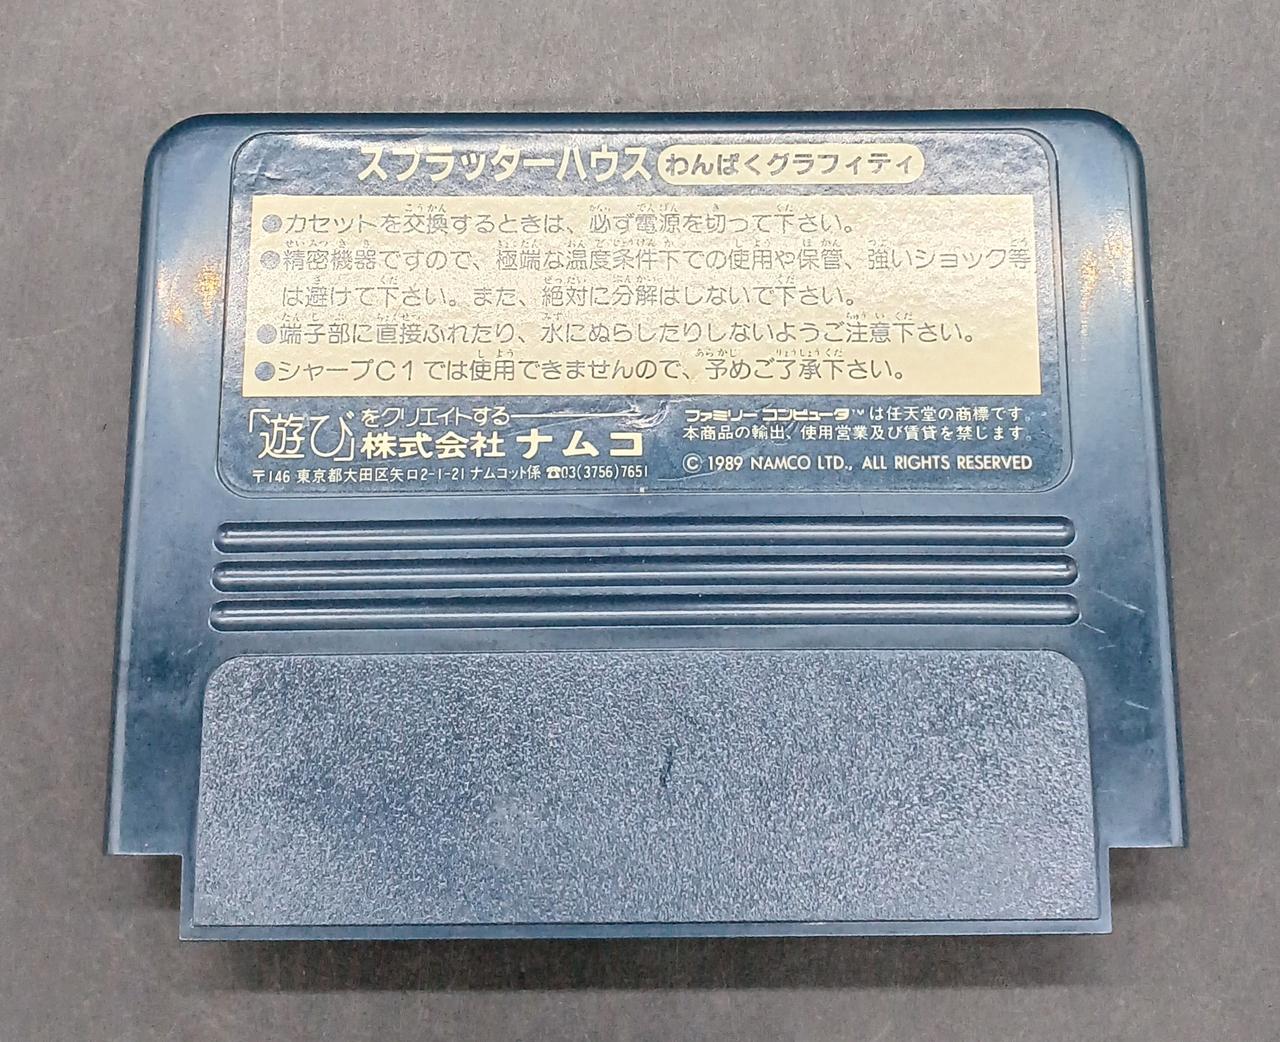 スプラッターハウス わんぱくグラフィティ
●カセットを交換するときは、必ず電源を切って下さい。
●精密機器ですので、極端な温度条件下での使用や保管、強いショック等
は避けて下さい。また、絶対に分解はしないで下さい。
●端子部に直接ふれたり、水にぬらしたりしないようご注意下さい。
●シャープC1では使用できませんので、予めご了承下さい。
「遊び」をクリエイトする
株式会社 ナムコ
〒146 東京都大田区矢口2-1-21 ナムコット係 ☎03(3756)7651
ファミリーコンピュータ™は任天堂の商標です。
本商品の輸出、使用営業及び賃貸を禁じます。
© 1989 NAMCO LTD., ALL RIGHTS RESERVED